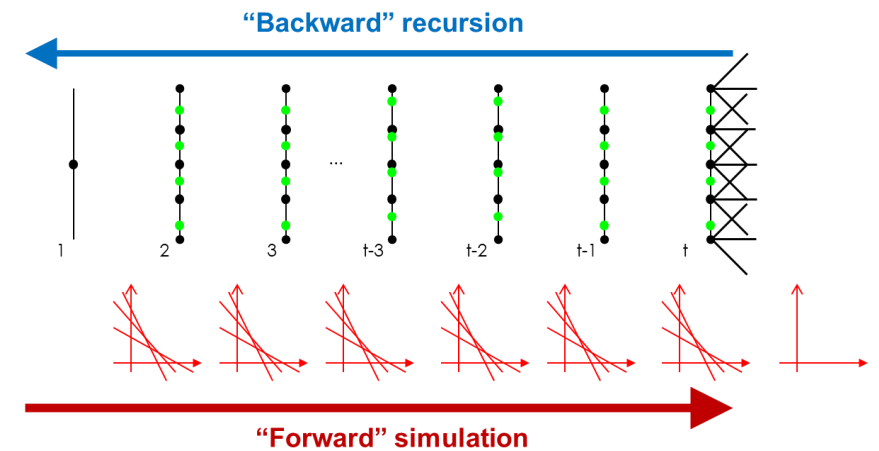 “Backward” recursion
...
1 2 3 t-3 t-2 t-1 t
“Forward” simulation